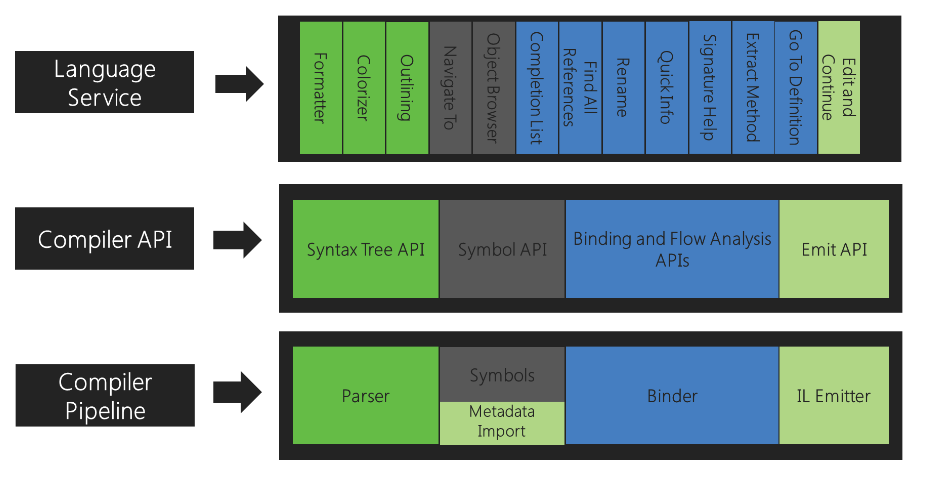 Language
Service
Formatter
Colorizer
Outlining
Navigate To
Object Browser
Completion List
Find All
References
Rename
Quick Info
Signature Help
Extract Method
Go To Definition
Edit and
Continue
Compiler API
Syntax Tree API
Symbol API
Binding and Flow Analysis
APIs
Emit API
Compiler
Pipeline
Parser
Symbols
Metadata
Import
Binder
IL Emitter